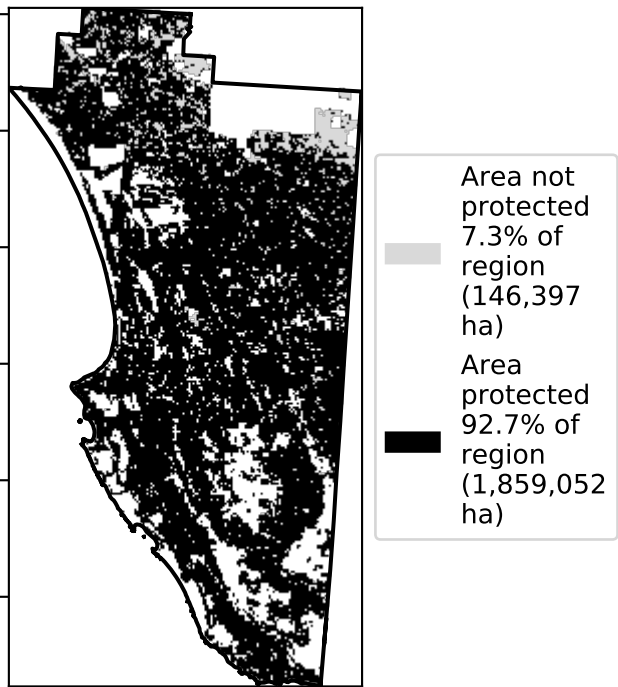 Area not
protected
7.3% of
region
(146,397
ha)
Area
protected
92.7% of
region
(1,859,052
ha)